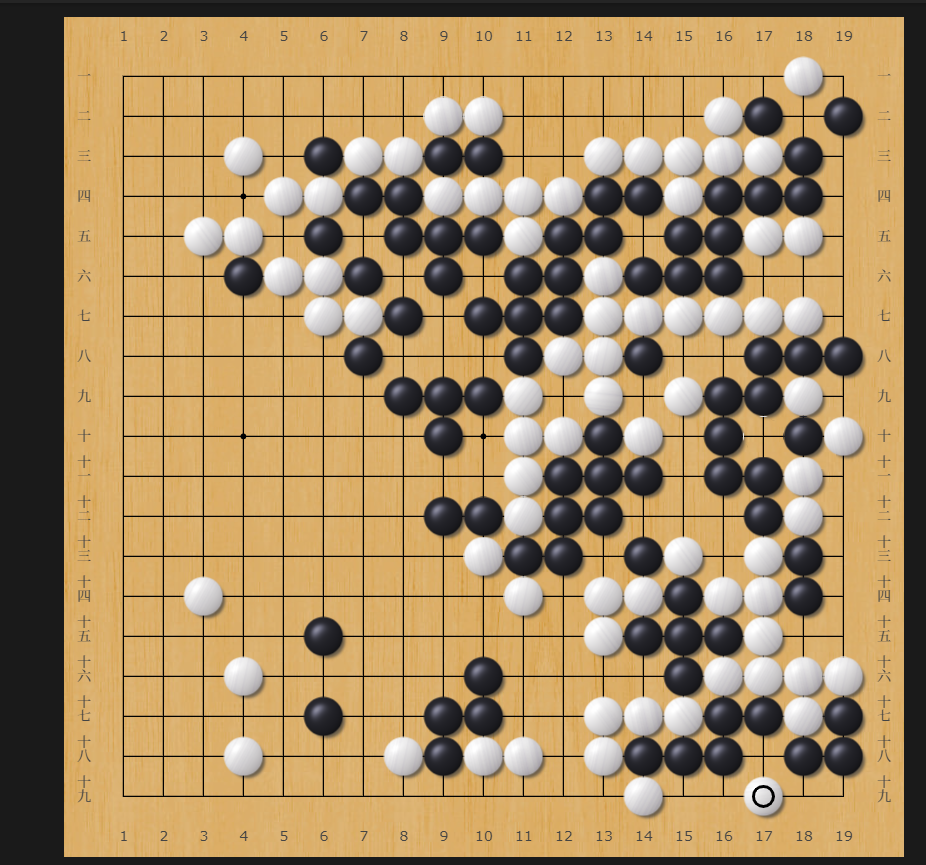 1 2 3 4 5 6 7 8 9 10 11 12 13 14 15 16 17 18 19
一 一
二 二
三 三
四 四
五 五
六 六
七 七
八 八
九 九
十 十
十一 十一
十二 十二
十三 十三
十四 十四
十五 十五
十六 十六
十七 十七
十八 十八
十九 十九
1 2 3 4 5 6 7 8 9 10 11 12 13 14 15 16 17 18 19